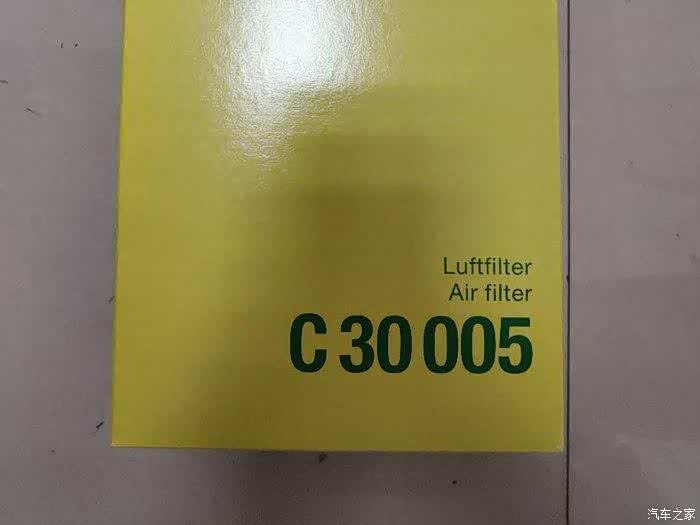 Luftfilter
Air filter
C 30 005
汽车之家